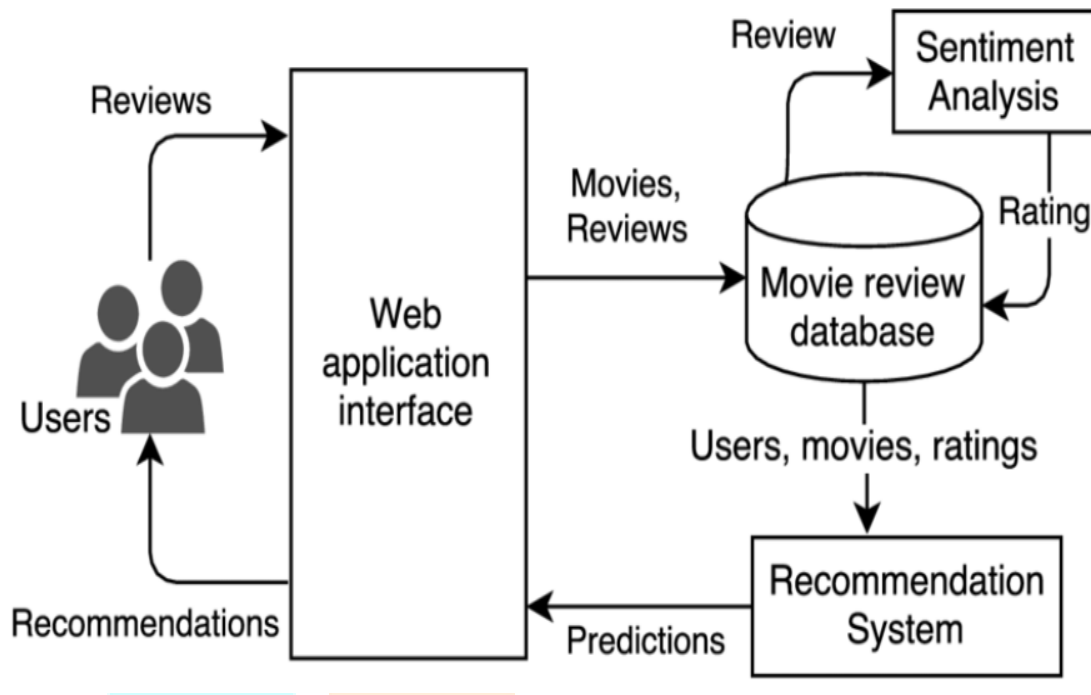 Review
Sentiment
Analysis
Reviews
Movies,
Reviews
Rating
Movie review
database
Web
application
interface
Users
Users, movies, ratings
Recommendation
System
Recommendations
Predictions